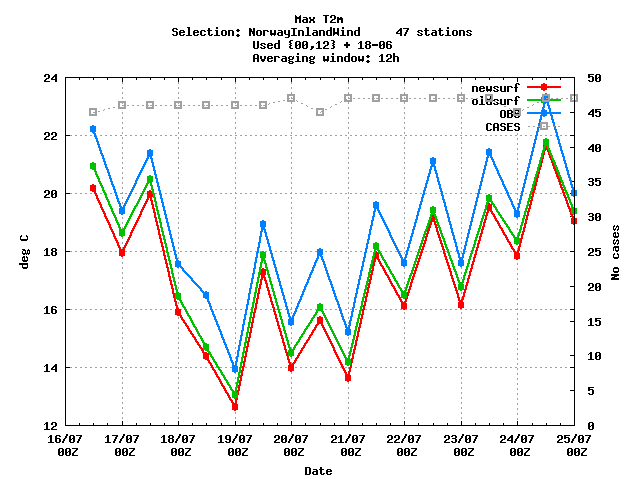 Max T2m
Selection: NorwayInlandWind     47 stations
Used {00,12} + 18-06
Averaging window: 12h
newsurf
oldsurf
OBS
CASES
24
22
20
18
16
14
12
deg C
50
45
40
35
30
25
20
15
10
5
0
No cases
16/07 17/07 18/07 19/07 20/07 21/07 22/07 23/07 24/07 25/07
00Z 00Z 00Z 00Z 00Z 00Z 00Z 00Z 00Z 00Z
Date